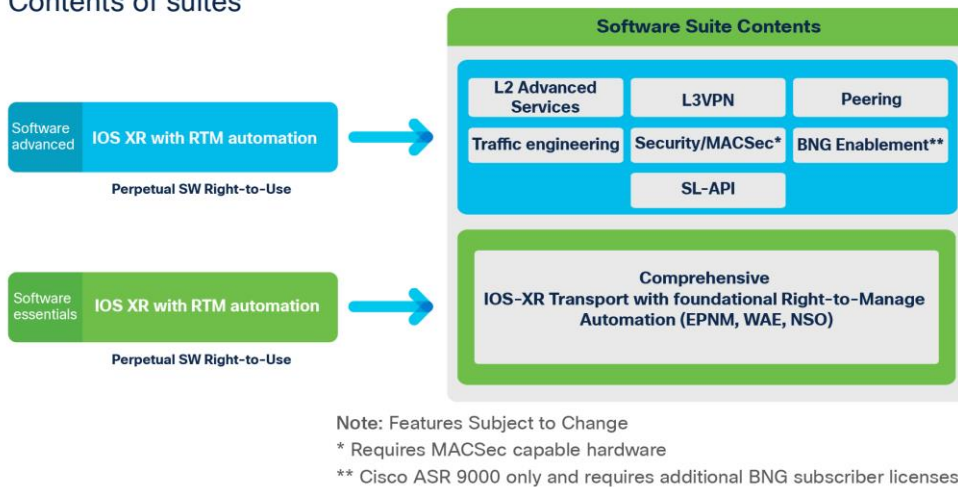 Contents of suites
Software Suite Contents
L2 Advanced
Services
L3VPN
Peering
Software
advanced
IOS XR with RTM automation
Traffic engineering
Security/MACSec*
BNG Enablement**
Perpetual SW Right-to-Use
SL-API
Software
essentials
IOS XR with RTM automation
Comprehensive
IOS-XR Transport with foundational Right-to-Manage
Automation (EPNM, WAE, NSO)
Perpetual SW Right-to-Use
Note: Features Subject to Change
* Requires MACSec capable hardware
** Cisco ASR 9000 only and requires additional BNG subscriber licenses